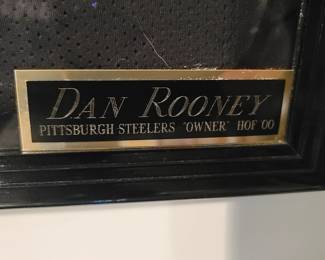 DAN ROONEY
PITTSBURGH STEELERS "OWNER" HOF 00